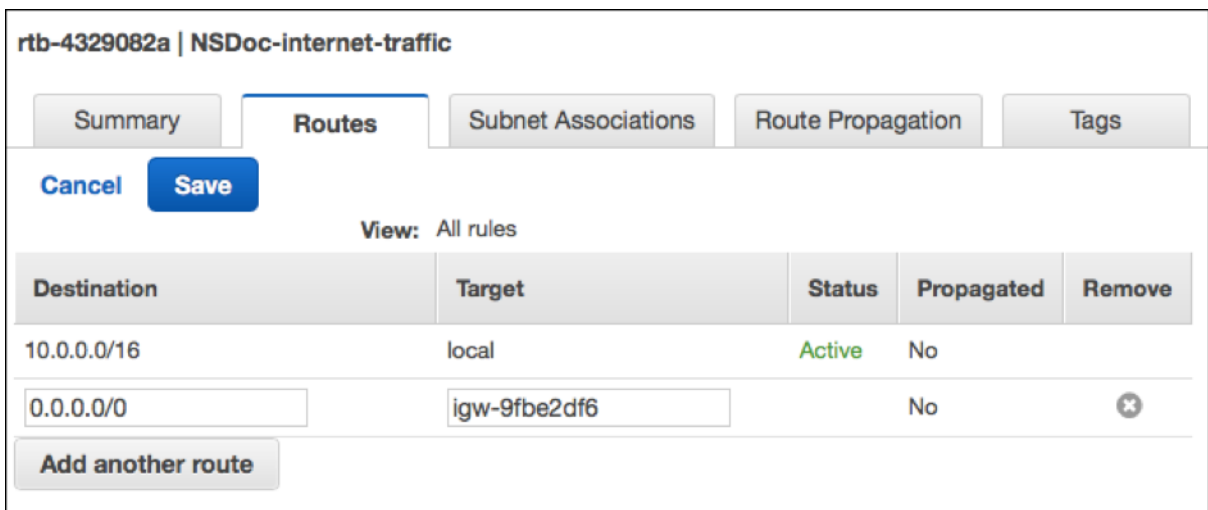 rtb-4329082a | NSDoc-internet-traffic
Summary Routes Subnet Associations Route Propagation Tags
Cancel Save
View: All rules
Destination Target Status Propagated Remove
10.0.0.0/16 local Active No
0.0.0.0/0 igw-9fbe2df6 No
Add another route